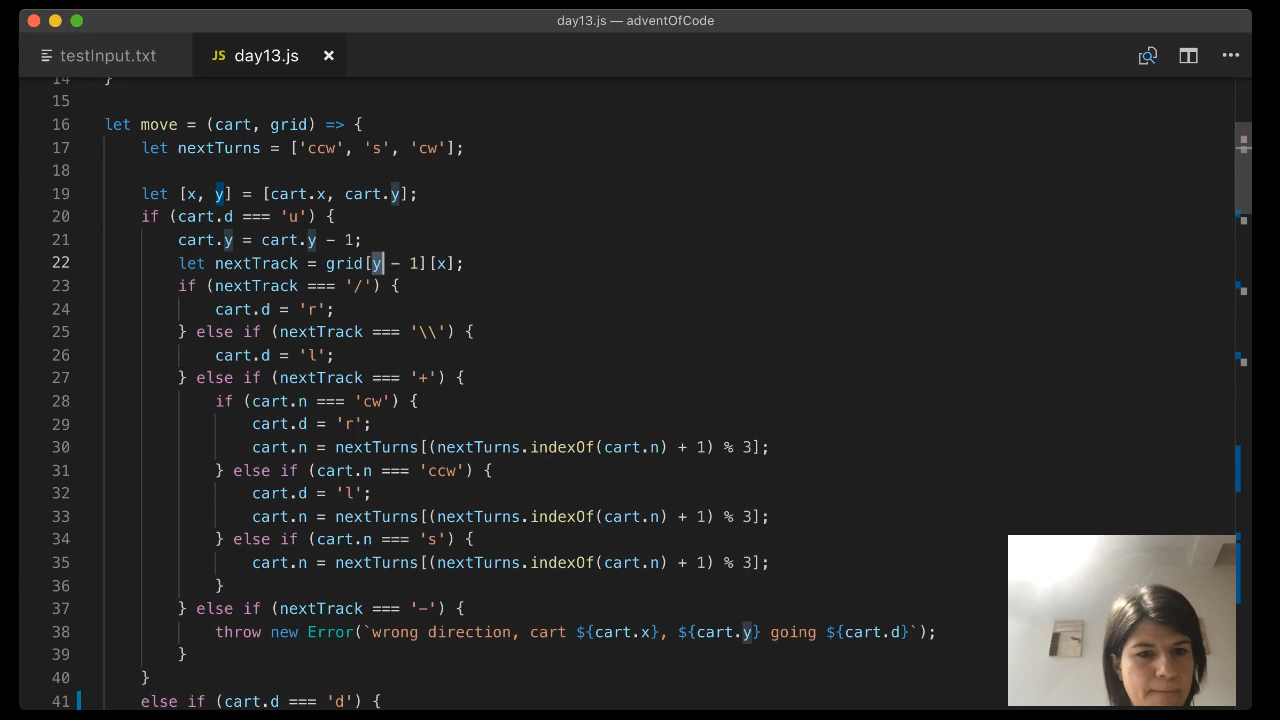 day13.js — adventOfCode
testInput.txt
JS day13.js ×
14 }
15
16 let move = (cart, grid) => {
17 let nextTurns = ['ccw', 's', 'cw'];
18
19 let [x, y] = [cart.x, cart.y];
20 if (cart.d === 'u') {
21 cart.y = cart.y - 1;
22 let nextTrack = grid[y - 1][x];
23 if (nextTrack === '/') {
24 cart.d = 'r';
25 } else if (nextTrack === '\\') {
26 cart.d = 'l';
27 } else if (nextTrack === '+') {
28 if (cart.n === 'cw') {
29 cart.d = 'r';
30 cart.n = nextTurns[(nextTurns.indexOf(cart.n) + 1) % 3];
31 } else if (cart.n === 'ccw') {
32 cart.d = 'l';
33 cart.n = nextTurns[(nextTurns.indexOf(cart.n) + 1) % 3];
34 } else if (cart.n === 's') {
35 cart.n = nextTurns[(nextTurns.indexOf(cart.n) + 1) % 3];
36 }
37 } else if (nextTrack === '-') {
38 throw new Error(`wrong direction, cart ${cart.x}, ${cart.y} going ${cart.d}`);
39 }
40 }
41 else if (cart.d === 'd') {